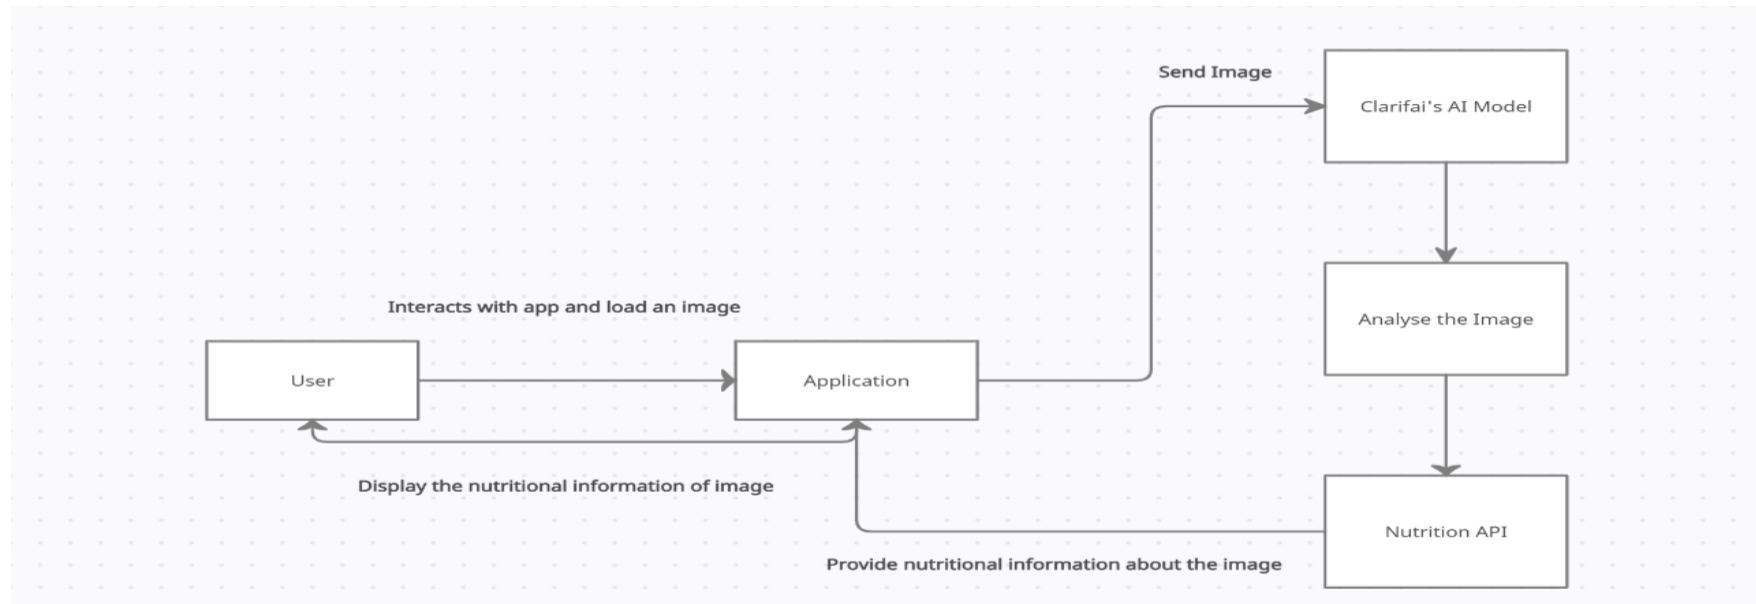 Send Image
Clarifai's AI Model
Analyse the Image
Interacts with app and load an image
User
Application
Display the nutritional information of image
Nutrition API
Provide nutritional information about the image